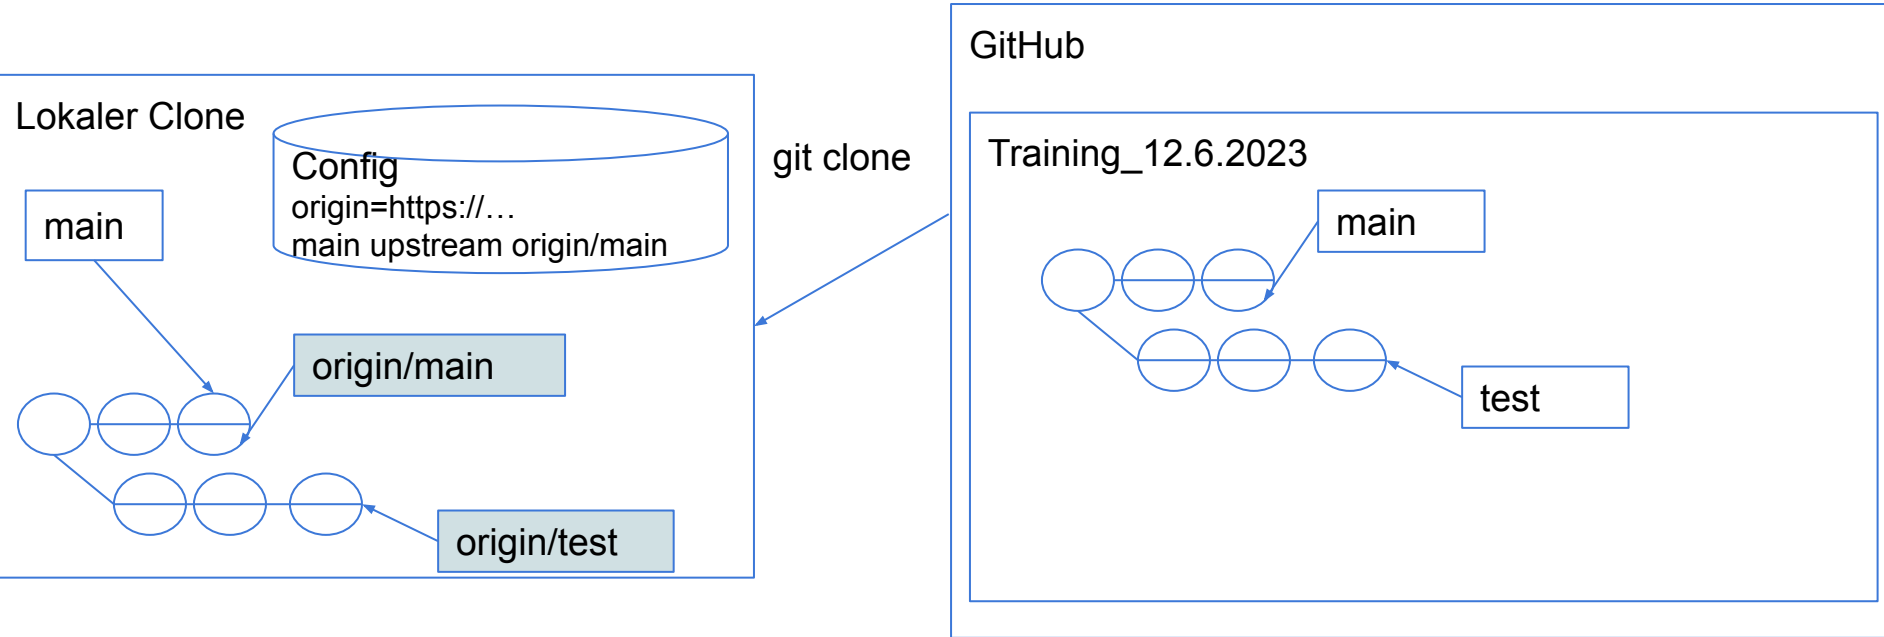 Lokaler Clone
Config
origin=https://…
main upstream origin/main
main
origin/main
origin/test
git clone
GitHub
Training_12.6.2023
main
test